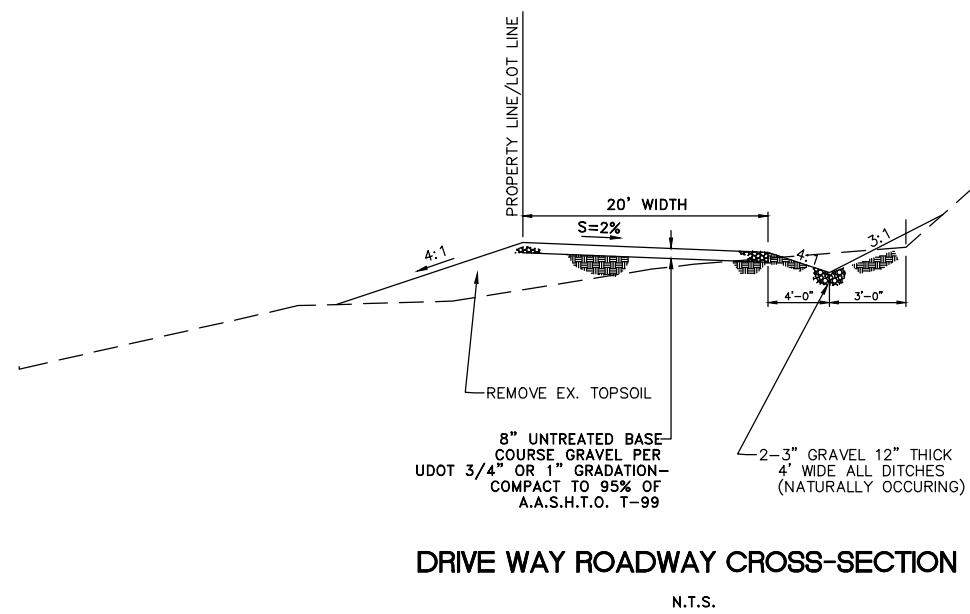 PROPERTY LINE/LOT LINE
20' WIDTH
S=2%
4:1
4:1
3:1
4'-0"
3'-0"
REMOVE EX. TOPSOIL
8" UNTREATED BASE
COURSE GRAVEL PER
UDOT 3/4" OR 1" GRADATION-
COMPACT TO 95% OF
A.A.S.H.T.O. T-99
2-3" GRAVEL 12" THICK
4' WIDE ALL DITCHES
(NATURALLY OCCURING)
DRIVE WAY ROADWAY CROSS-SECTION
N.T.S.